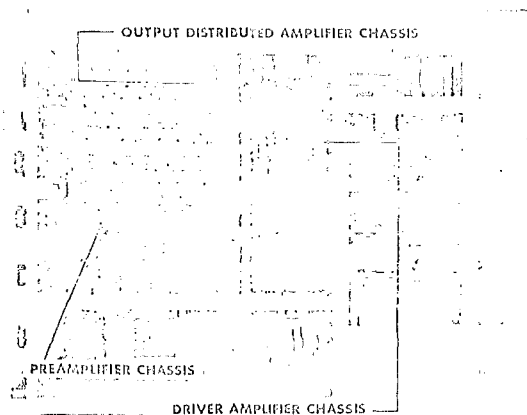 OUTPUT DISTRIBUTED AMPLIFIER CHASSIS
PREAMPLIFIER CHASSIS
DRIVER AMPLIFIER CHASSIS